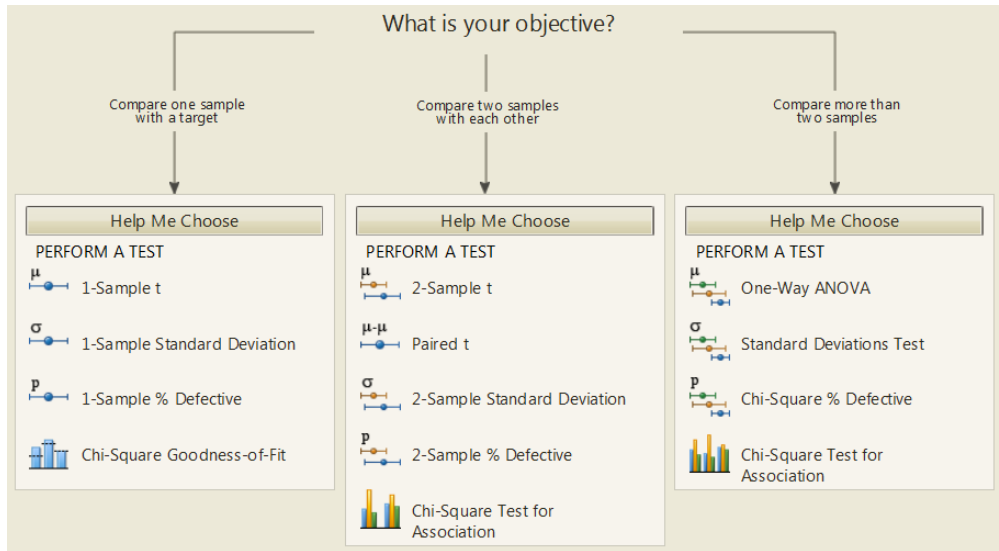 What is your objective?
Compare one sample
with a target
Compare two samples
with each other
Compare more than
two samples
Help Me Choose
PERFORM A TEST
μ
1-Sample t
σ
1-Sample Standard Deviation
p
1-Sample % Defective
Chi-Square Goodness-of-Fit
Help Me Choose
PERFORM A TEST
μ
2-Sample t
μ-μ
Paired t
σ
2-Sample Standard Deviation
p
2-Sample % Defective
Chi-Square Test for
Association
Help Me Choose
PERFORM A TEST
μ
One-Way ANOVA
σ
Standard Deviations Test
p
Chi-Square % Defective
Chi-Square Test for
Association